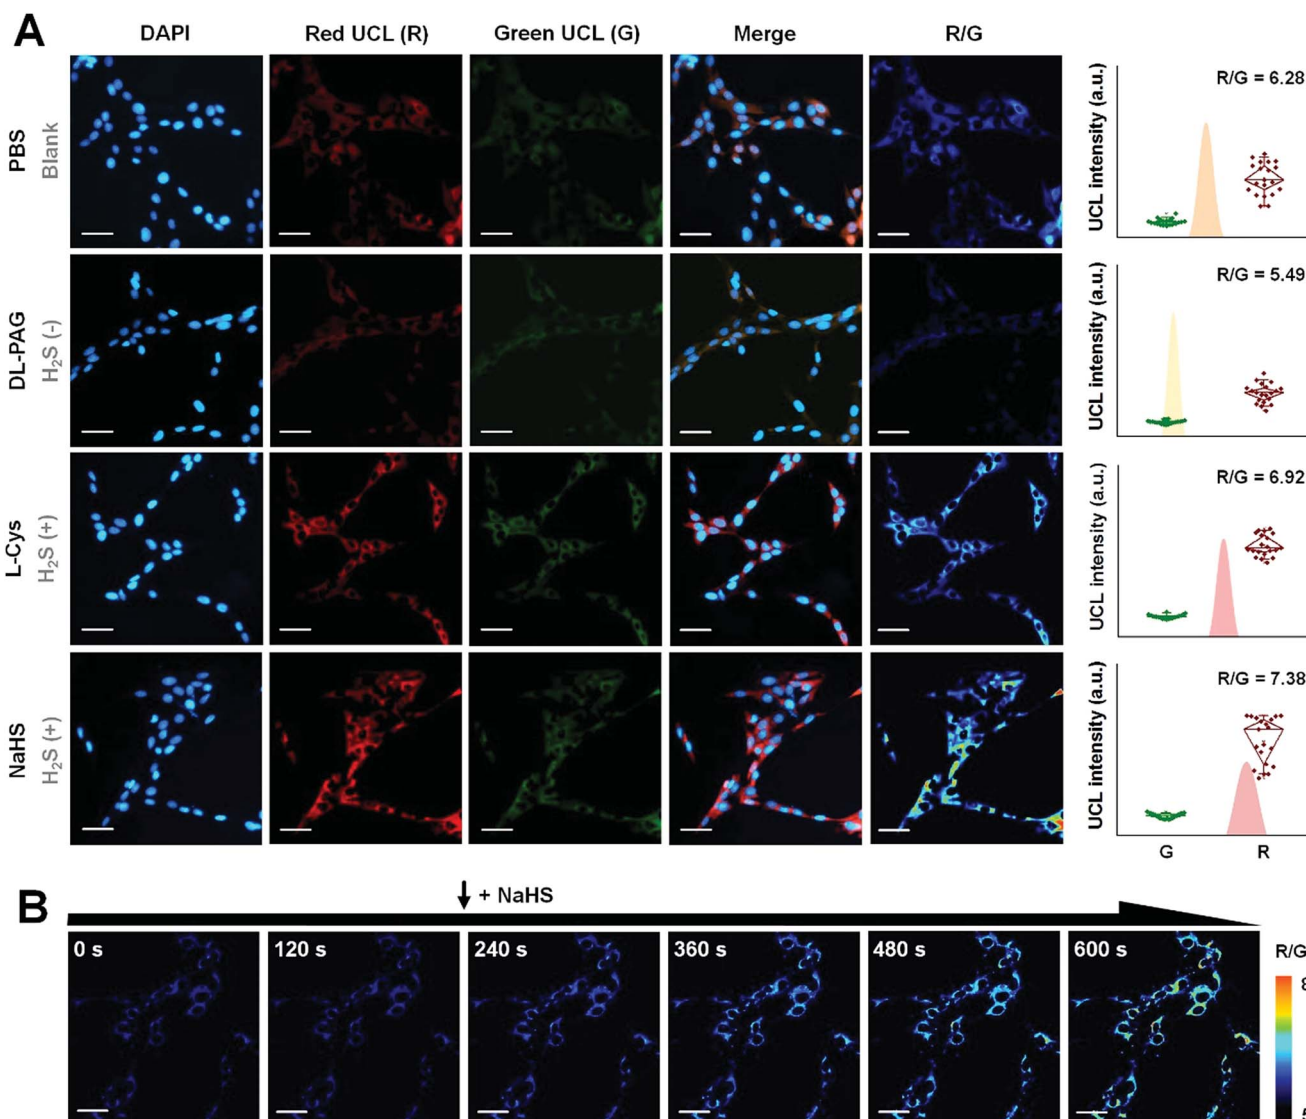 A
DAPI
Red UCL (R)
Green UCL (G)
Merge
R/G
PBS
Blank
UCL intensity (a.u.)
R/G = 6.28
DL-PAG
H₂S (-)
UCL intensity (a.u.)
R/G = 5.49
L-Cys
H₂S (+)
UCL intensity (a.u.)
R/G = 6.92
NaHS
H₂S (+)
UCL intensity (a.u.)
R/G = 7.38
G
R
B
+ NaHS
0 s
120 s
240 s
360 s
480 s
600 s
R/G
8